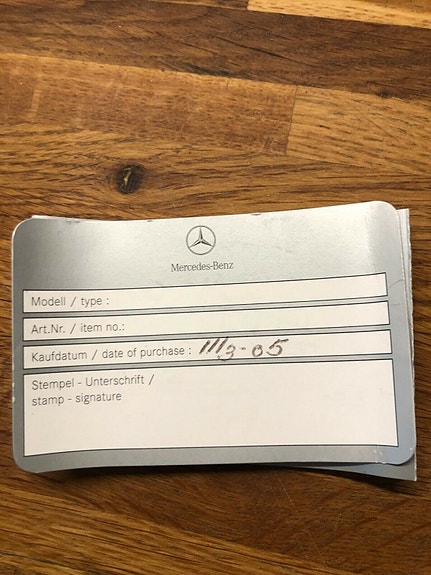 Mercedes-Benz
Modell / type :
Art.Nr. / item no.:
Kaufdatum / date of purchase : 11/3-05
Stempel - Unterschrift /
stamp - signature